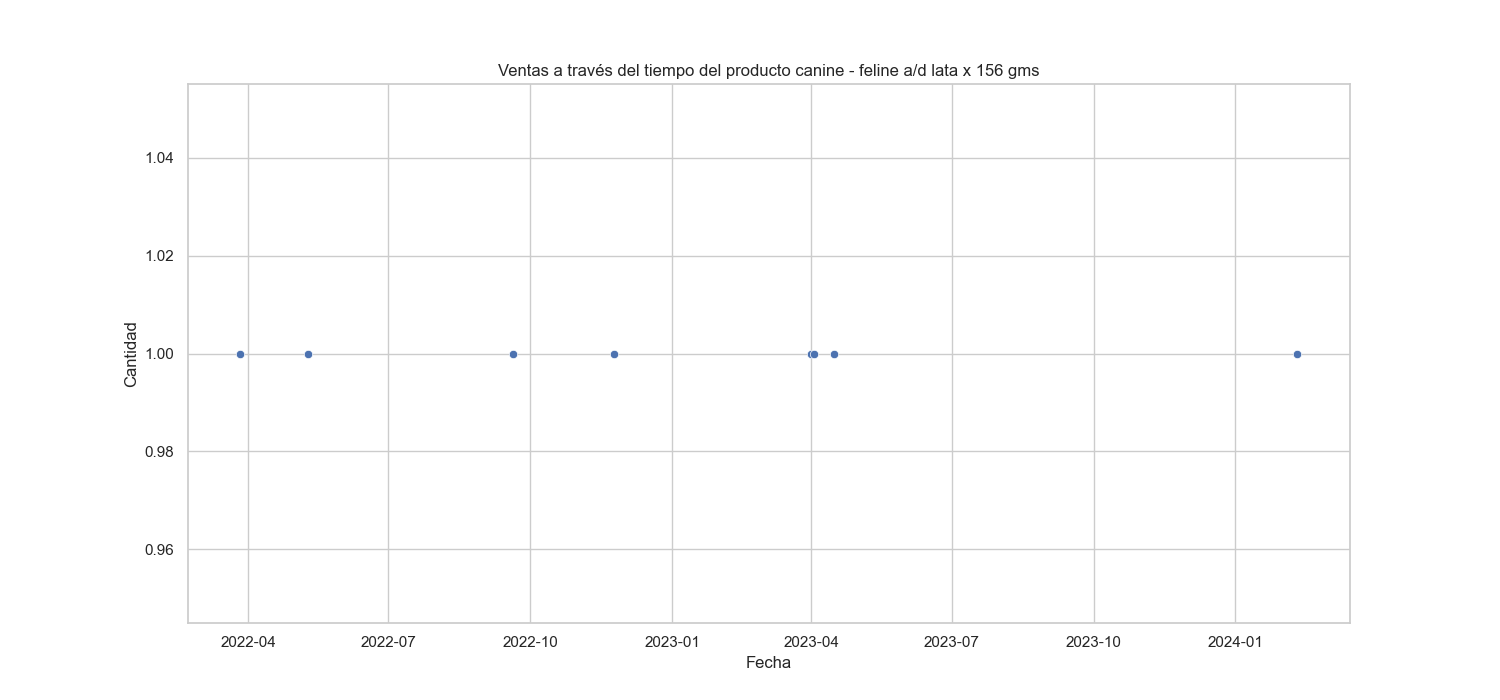 Ventas a través del tiempo del producto canine - feline a/d lata x 156 gms
1.04
1.02
1.00
0.98
0.96
Cantidad
2022-04 2022-07 2022-10 2023-01 2023-04 2023-07 2023-10 2024-01
Fecha